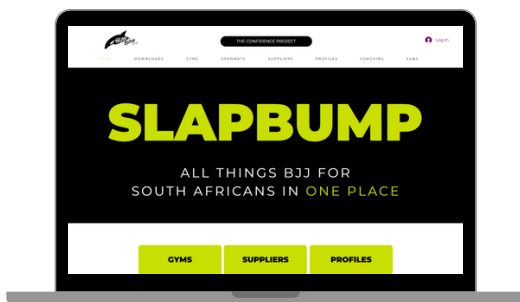 THE CONFIDENCE PROJECT
Log In
DOWNLOADS GYMS OPENMATS SUPPLIERS PROFILES COACHING SUBS
SLAPBUMP
ALL THINGS BJJ FOR
SOUTH AFRICANS IN ONE PLACE
GYMS SUPPLIERS PROFILES